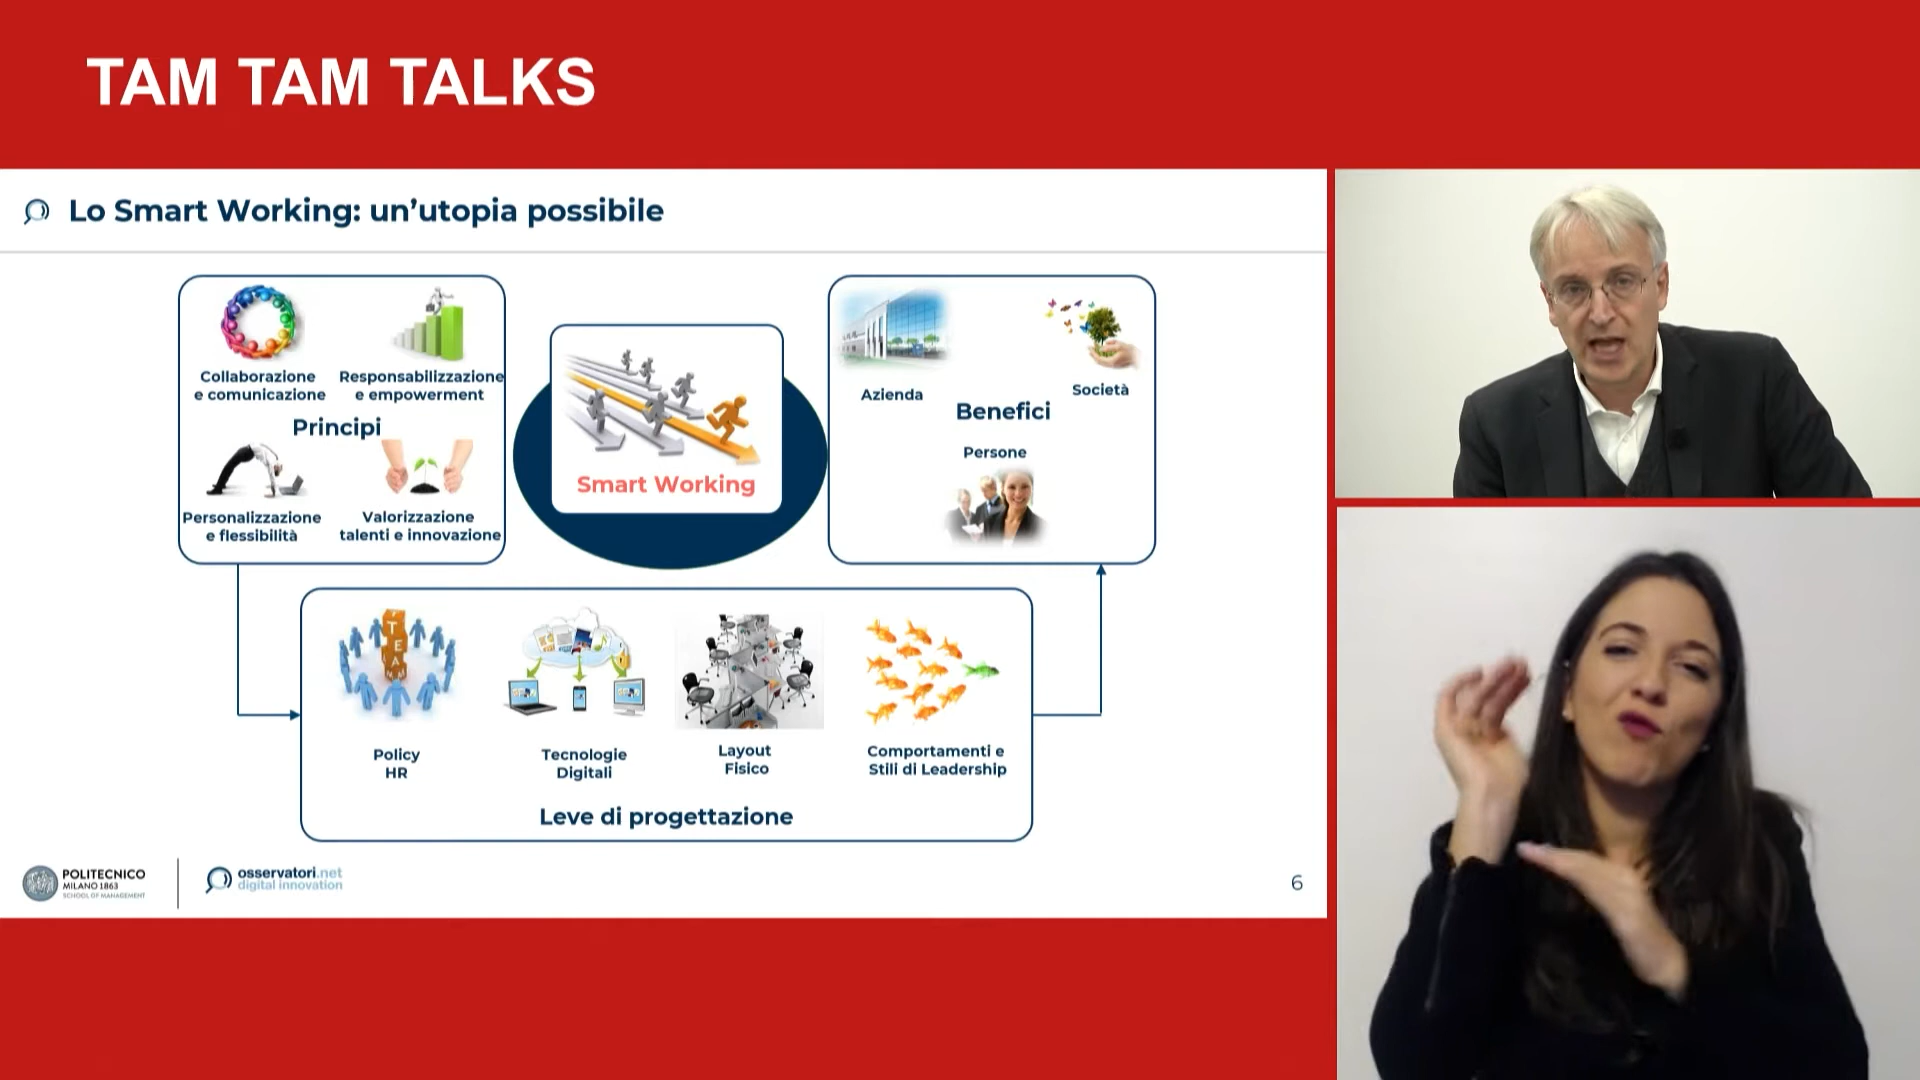 TAM TAM TALKS
Lo Smart Working: un'utopia possibile
Collaborazione
e comunicazione
Responsabilizzazione
e empowerment
Principi
Personalizzazione
e flessibilità
Valorizzazione
talenti e innovazione
Smart Working
Azienda
Società
Benefici
Persone
TEAM
Policy
HR
Tecnologie
Digitali
Layout
Fisico
Comportamenti e
Stili di Leadership
Leve di progettazione
POLITECNICO
MILANO 1863
SCHOOL OF MANAGEMENT
osservatori.net
digital innovation
6